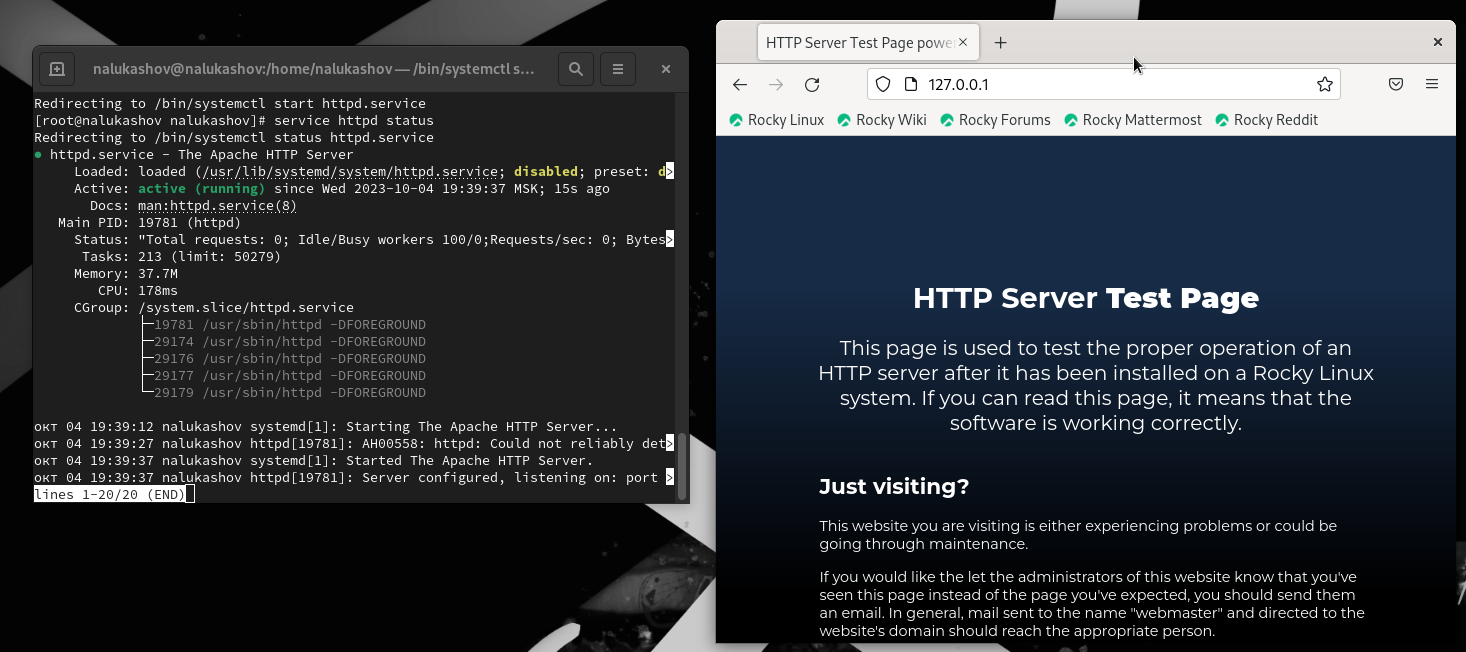 nalukashov@nalukashov:/home/nalukashov — /bin/systemctl s...
Redirecting to /bin/systemctl start httpd.service
[root@nalukashov nalukashov]# service httpd status
Redirecting to /bin/systemctl status httpd.service
● httpd.service - The Apache HTTP Server
Loaded: loaded (/usr/lib/systemd/system/httpd.service; disabled; preset: d>
Active: active (running) since Wed 2023-10-04 19:39:37 MSK; 15s ago
Docs: man:httpd.service(8)
Main PID: 19781 (httpd)
Status: "Total requests: 0; Idle/Busy workers 100/0;Requests/sec: 0; Bytes>
Tasks: 213 (limit: 50279)
Memory: 37.7M
CPU: 178ms
CGroup: /system.slice/httpd.service
├─19781 /usr/sbin/httpd -DFOREGROUND
├─29174 /usr/sbin/httpd -DFOREGROUND
├─29176 /usr/sbin/httpd -DFOREGROUND
├─29177 /usr/sbin/httpd -DFOREGROUND
└─29179 /usr/sbin/httpd -DFOREGROUND
окт 04 19:39:12 nalukashov systemd[1]: Starting The Apache HTTP Server...
окт 04 19:39:27 nalukashov httpd[19781]: AH00558: httpd: Could not reliably det>
окт 04 19:39:37 nalukashov systemd[1]: Started The Apache HTTP Server.
окт 04 19:39:37 nalukashov httpd[19781]: Server configured, listening on: port >
lines 1-20/20 (END)
HTTP Server Test Page powe
127.0.0.1
Rocky Linux Rocky Wiki Rocky Forums Rocky Mattermost Rocky Reddit
HTTP Server Test Page
This page is used to test the proper operation of an
HTTP server after it has been installed on a Rocky Linux
system. If you can read this page, it means that the
software is working correctly.
Just visiting?
This website you are visiting is either experiencing problems or could be
going through maintenance.
If you would like the let the administrators of this website know that you've
seen this page instead of the page you've expected, you should send them
an email. In general, mail sent to the name "webmaster" and directed to the
website's domain should reach the appropriate person.